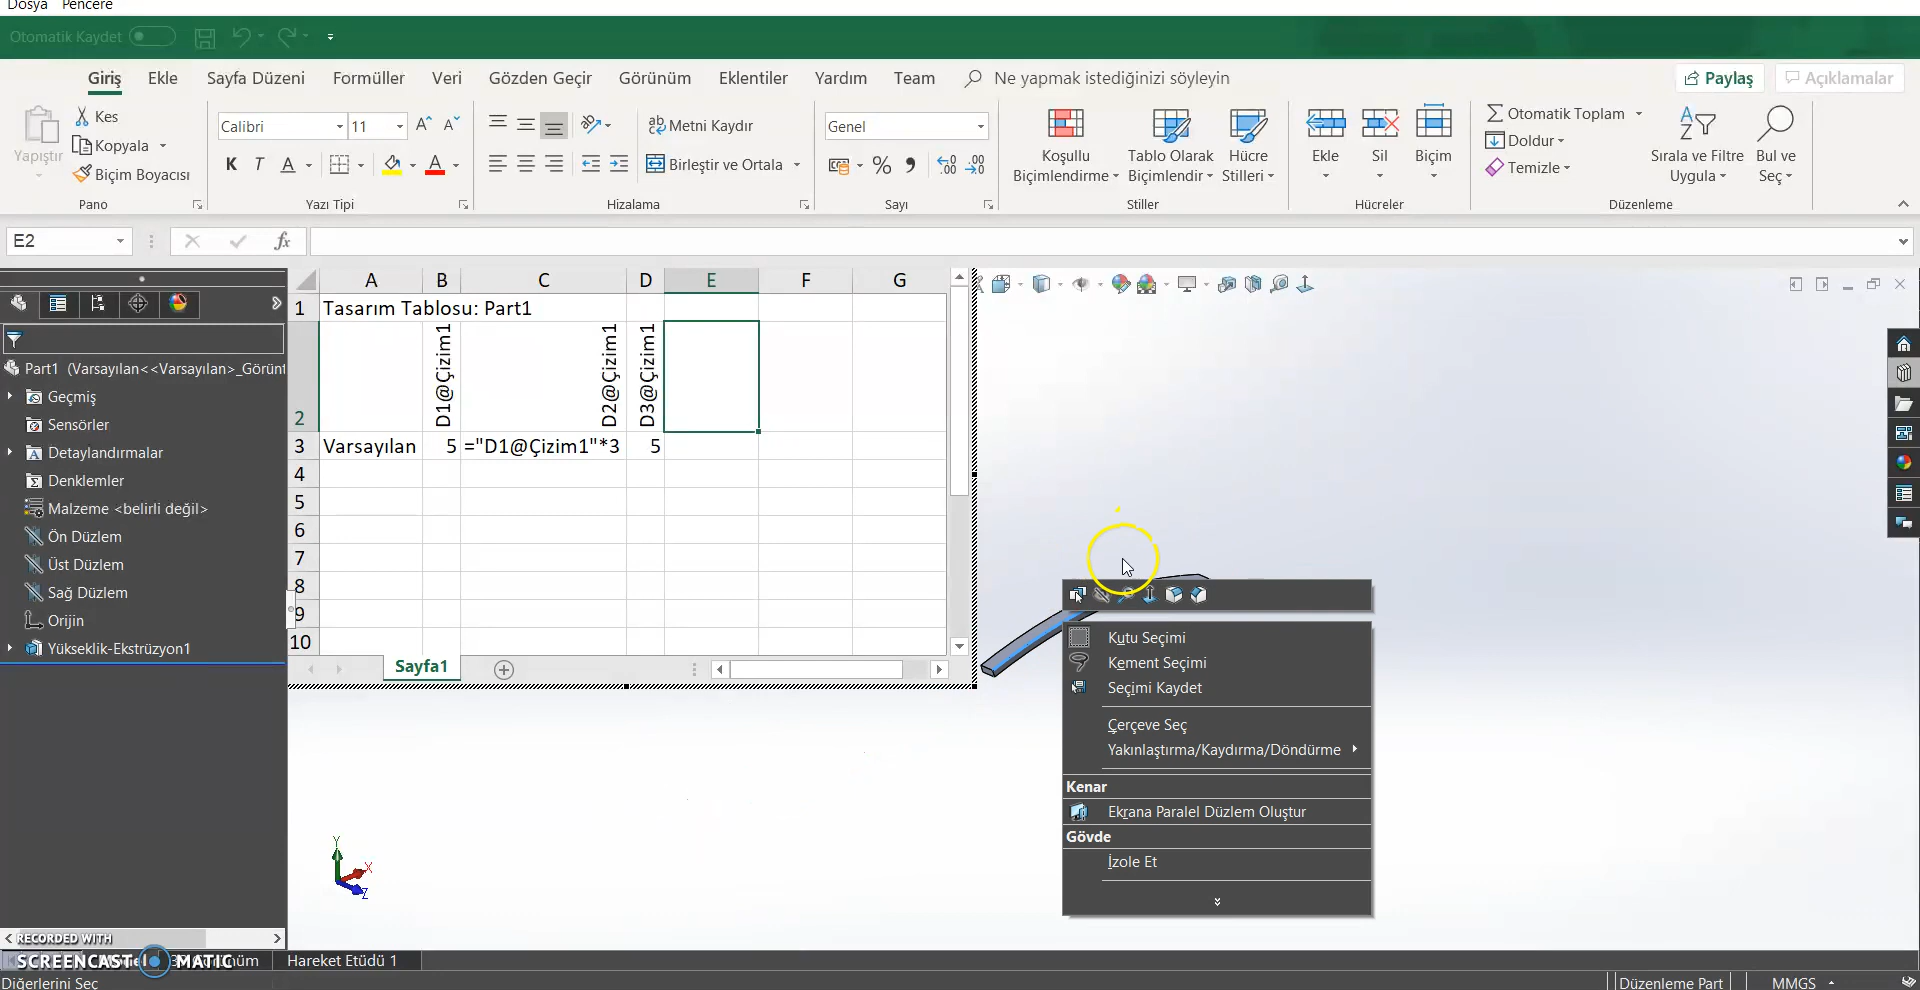 Dosya Pencere
Otomatik Kaydet
Giriş Ekle Sayfa Düzeni Formüller Veri Gözden Geçir Görünüm Eklentiler Yardım Team Ne yapmak istediğinizi söyleyin Paylaş Açıklamalar
Yapıştır
Kes
Kopyala
Biçim Boyacısı
Pano
Calibri 11
K T A
Yazı Tipi
Metni Kaydır
Birleştir ve Ortala
Hizalama
Genel
Sayı
Koşullu
Biçimlendirme
Tablo Olarak
Biçimlendir
Hücre
Stilleri
Stiller
Ekle Sil Biçim
Hücreler
Otomatik Toplam
Doldur
Temizle
Sırala ve Filtre
Uygula
Bul ve
Seç
Düzenleme
E2
fx
A B C D E F G
1 Tasarım Tablosu: Part1
2 D1@Çizim1 D2@Çizim1 D3@Çizim1
3 Varsayılan 5 ="D1@Çizim1"*3 5
4
5
6
7
8
9
10
Sayfa1
Part1 (Varsayılan<<Varsayılan>_Görünt
Geçmiş
Sensörler
Detaylandırmalar
Denklemler
Malzeme <belirli değil>
Ön Düzlem
Üst Düzlem
Sağ Düzlem
Orijin
Yükseklik-Ekstrüzyon1
Kutu Seçimi
Kement Seçimi
Seçimi Kaydet
Çerçeve Seç
Yakınlaştırma/Kaydırma/Döndürme
Kenar
Ekrana Paralel Düzlem Oluştur
Gövde
İzole Et
Y
X
Z
RECORDED WITH
SCREENCAST MATIC
Hareket Etüdü 1
Diğerlerini Seç
Düzenleme Part
MMGS